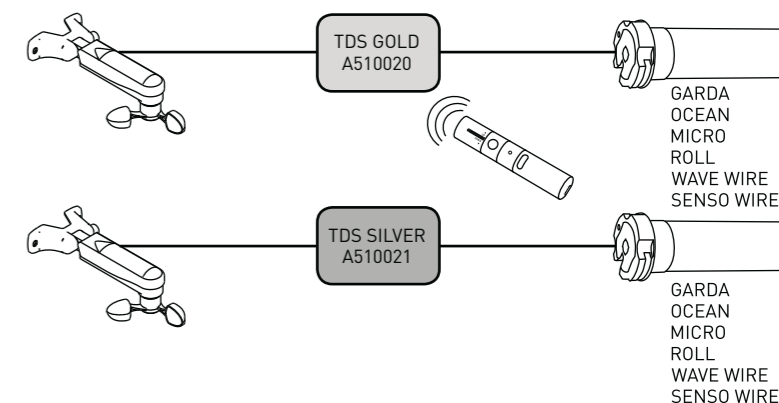 TDS GOLD
A510020
GARDA
OCEAN
MICRO
ROLL
WAVE WIRE
SENSO WIRE
TDS SILVER
A510021
GARDA
OCEAN
MICRO
ROLL
WAVE WIRE
SENSO WIRE